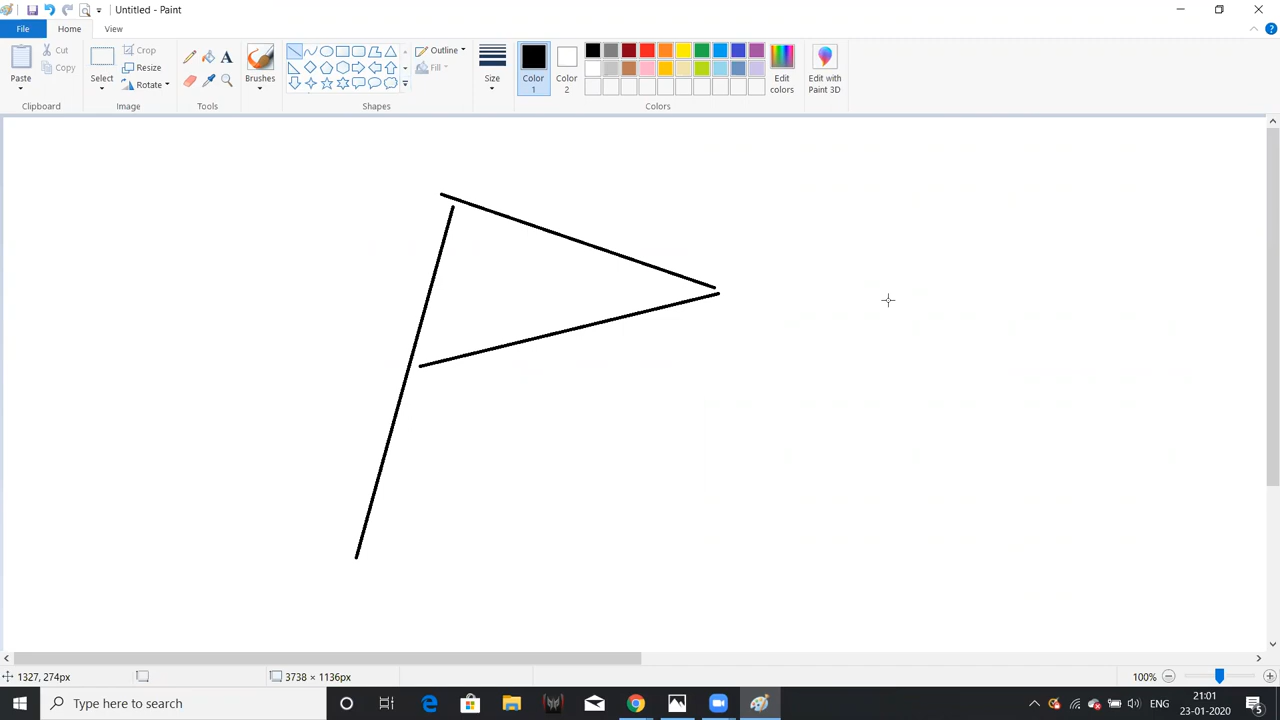 Untitled - Paint
File
Home
View
Paste
Cut
Copy
Clipboard
Select
Crop
Resize
Rotate
Image
Tools
Brushes
Shapes
Outline
Fill
Size
Color
1
Color
2
Colors
Edit
colors
Edit with
Paint 3D
1327, 274px
3738 × 1136px
100%
Type here to search
ENG
21:01
23-01-2020
5